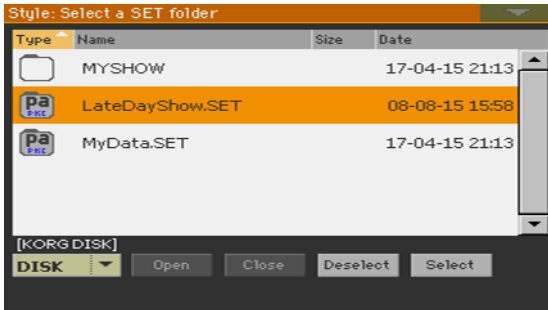 Style: Select a SET folder
Type Name Size Date
MYSHOW 17-04-15 21:13
pa PKG LateDayShow.SET 08-08-15 15:58
pa PKG MyData.SET 17-04-15 21:13
[KORG DISK]
DISK Open Close Deselect Select